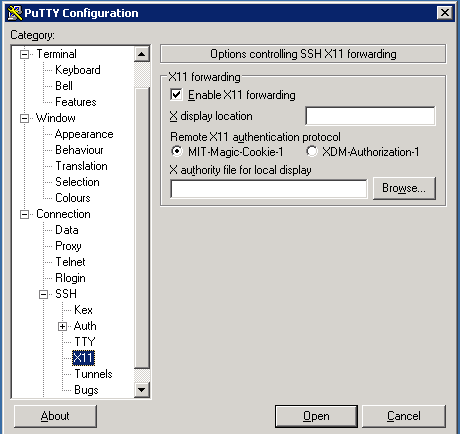 PuTTY Configuration
Category:
Terminal
Keyboard
Bell
Features
Window
Appearance
Behaviour
Translation
Selection
Colours
Connection
Data
Proxy
Telnet
Rlogin
SSH
Kex
Auth
TTY
X11
Tunnels
Bugs
Options controlling SSH X11 forwarding
X11 forwarding
Enable X11 forwarding
X display location
Remote X11 authentication protocol
MIT-Magic-Cookie-1 XDM-Authorization-1
X authority file for local display
Browse...
About Open Cancel